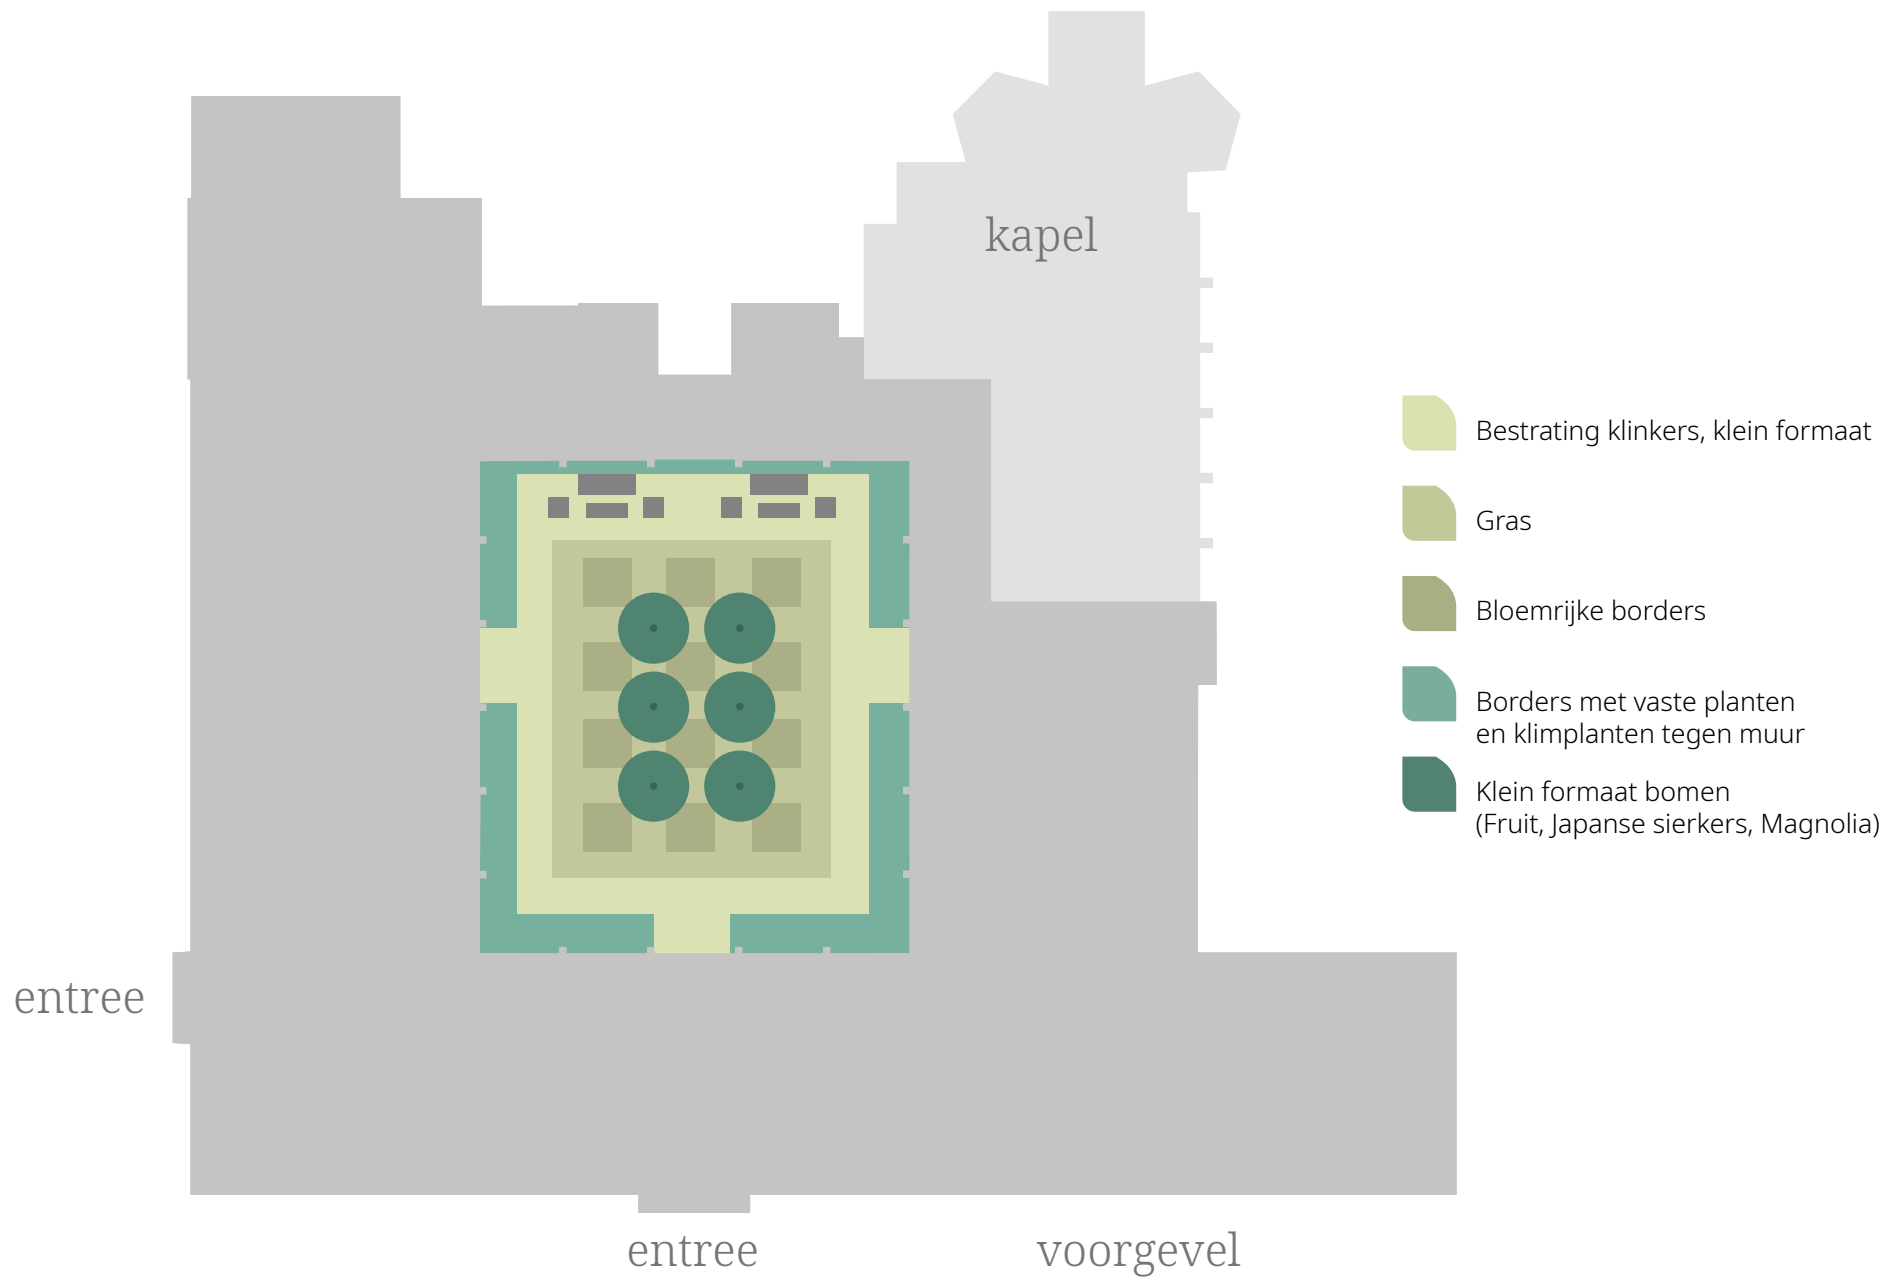 kapel
Bestrating klinkers, klein formaat
Gras
Bloemrijke borders
Borders met vaste planten
en klimplanten tegen muur
Klein formaat bomen
(Fruit, Japanse sierkers, Magnolia)
entree
entree
voorgevel